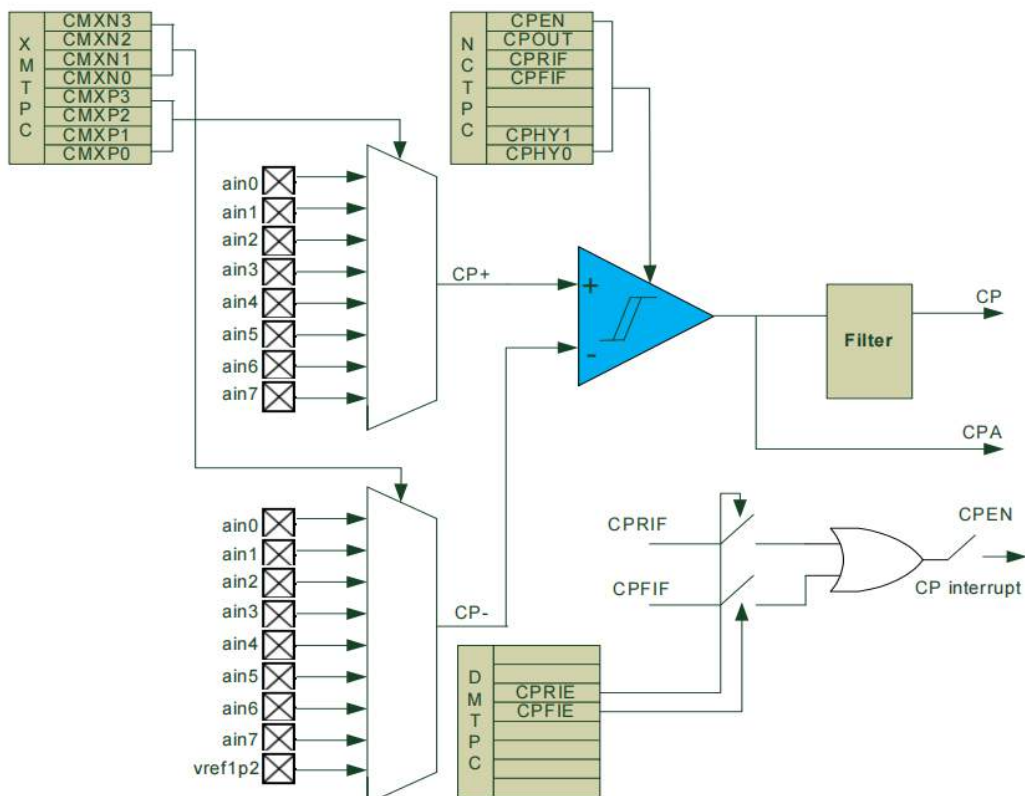 XMTPC
CMXN3
CMXN2
CMXN1
CMXN0
CMXP3
CMXP2
CMXP1
CMXP0
NCTPC
CPEN
CPOUT
CPRIF
CPFIF
CPHY1
CPHY0
ain0
ain1
ain2
ain3
ain4
ain5
ain6
ain7
CP+
+
-
Filter
CP
CPA
ain0
ain1
ain2
ain3
ain4
ain5
ain6
ain7
vref1p2
CP-
DMTPC
CPRIE
CPFIE
CPRIF
CPFIF
CPEN
CP interrupt